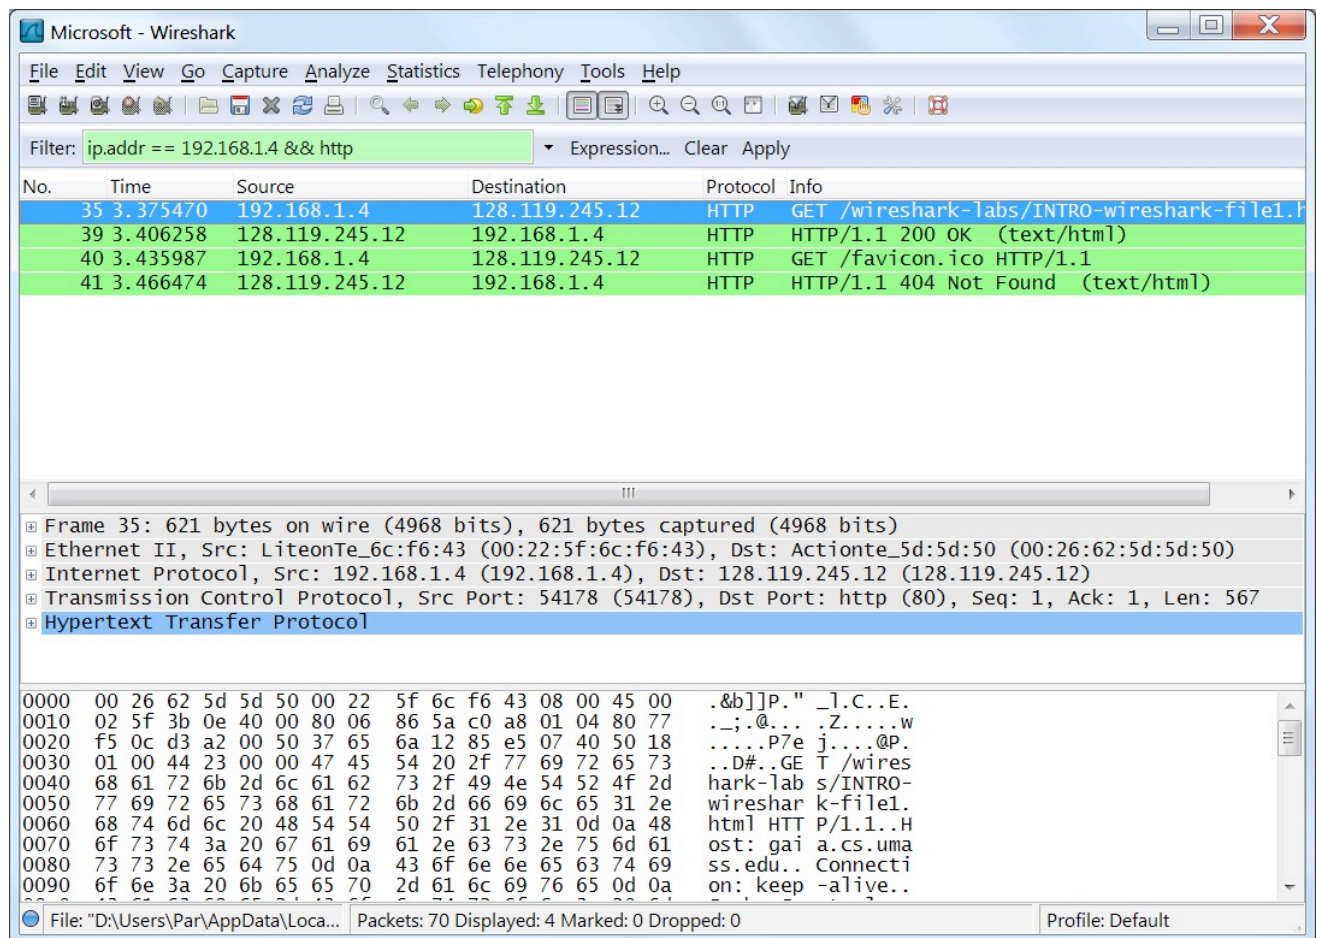 Microsoft - Wireshark
File Edit View Go Capture Analyze Statistics Telephony Tools Help
Filter: ip.addr == 192.168.1.4 && http Expression... Clear Apply
No. Time Source Destination Protocol Info
35 3.375470 192.168.1.4 128.119.245.12 HTTP GET /wireshark-labs/INTRO-wireshark-file1.h
39 3.406258 128.119.245.12 192.168.1.4 HTTP HTTP/1.1 200 OK (text/html)
40 3.435987 192.168.1.4 128.119.245.12 HTTP GET /favicon.ico HTTP/1.1
41 3.466474 128.119.245.12 192.168.1.4 HTTP HTTP/1.1 404 Not Found (text/html)
Frame 35: 621 bytes on wire (4968 bits), 621 bytes captured (4968 bits)
Ethernet II, Src: LiteonTe_6c:f6:43 (00:22:5f:6c:f6:43), Dst: Actionte_5d:5d:50 (00:26:62:5d:5d:50)
Internet Protocol, Src: 192.168.1.4 (192.168.1.4), Dst: 128.119.245.12 (128.119.245.12)
Transmission Control Protocol, Src Port: 54178 (54178), Dst Port: http (80), Seq: 1, Ack: 1, Len: 567
Hypertext Transfer Protocol
0000 00 26 62 5d 5d 50 00 22 5f 6c f6 43 08 00 45 00 .&b]]P." _l.C..E.
0010 02 5f 3b 0e 40 00 80 06 86 5a c0 a8 01 04 80 77 ._;.@... .Z.....w
0020 f5 0c d3 a2 00 50 37 65 6a 12 85 e5 07 40 50 18 .....P7e j....@P.
0030 01 00 44 23 00 00 47 45 54 20 2f 77 69 72 65 73 ..D#..GE T /wires
0040 68 61 72 6b 2d 6c 61 62 73 2f 49 4e 54 52 4f 2d hark-lab s/INTRO-
0050 77 69 72 65 73 68 61 72 6b 2d 66 69 6c 65 31 2e wireshar k-file1.
0060 68 74 6d 6c 20 48 54 54 50 2f 31 2e 31 0d 0a 48 html HTT P/1.1..H
0070 6f 73 74 3a 20 67 61 69 61 2e 63 73 2e 75 6d 61 ost: gai a.cs.uma
0080 73 73 2e 65 64 75 0d 0a 43 6f 6e 6e 65 63 74 69 ss.edu.. Connecti
0090 6f 6e 3a 20 6b 65 65 70 2d 61 6c 69 76 65 0d 0a on: keep -alive..
File: "D:\Users\Par\AppData\Loca... Packets: 70 Displayed: 4 Marked: 0 Dropped: 0 Profile: Default